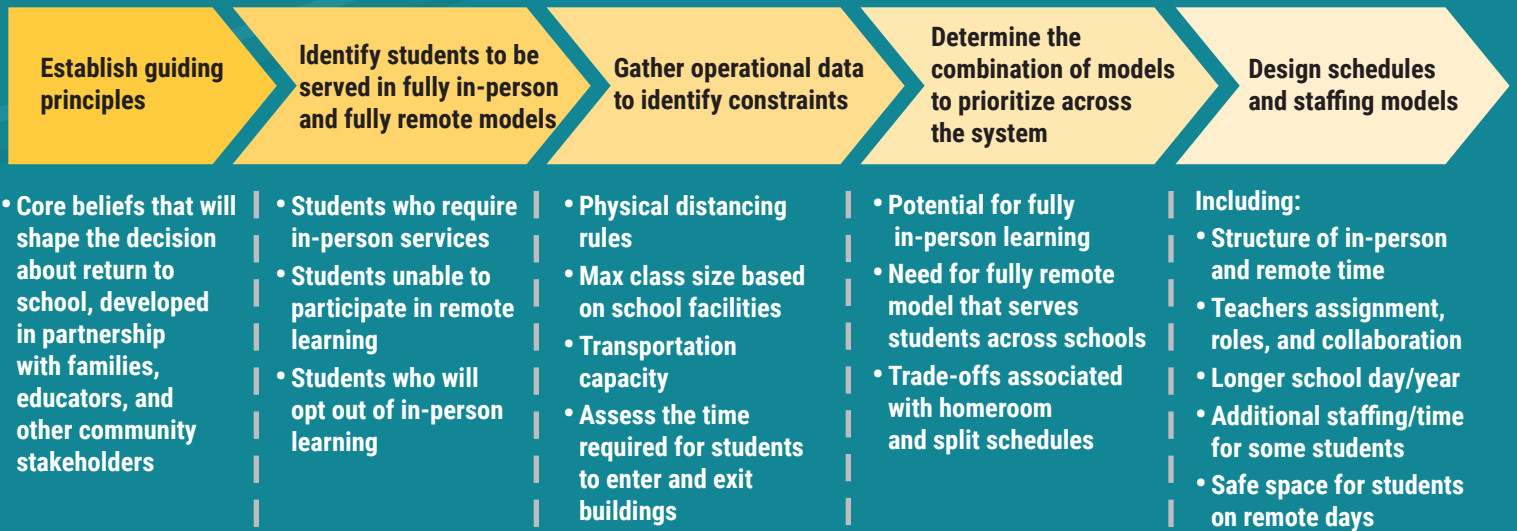 Establish guiding
principles
Identify students to be
served in fully in-person
and fully remote models
Gather operational data
to identify constraints
Determine the
combination of models
to prioritize across
the system
Design schedules
and staffing models
• Core beliefs that will
shape the decision
about return to
school, developed
in partnership
with families,
educators, and
other community
stakeholders
• Students who require
in-person services
• Students unable to
participate in remote
learning
• Students who will
opt out of in-person
learning
• Physical distancing
rules
• Max class size based
on school facilities
• Transportation
capacity
• Assess the time
required for students
to enter and exit
buildings
• Potential for fully
in-person learning
• Need for fully remote
model that serves
students across schools
• Trade-offs associated
with homeroom
and split schedules
Including:
• Structure of in-person
and remote time
• Teachers assignment,
roles, and collaboration
• Longer school day/year
• Additional staffing/time
for some students
• Safe space for students
on remote days